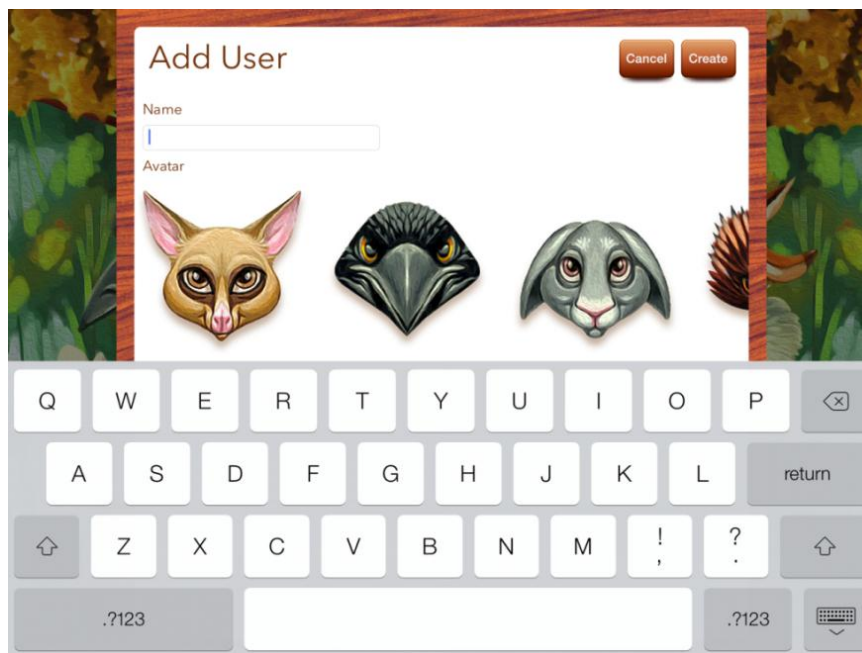 Add User
Cancel Create
Name
Avatar
Q W E R T Y U I O P
A S D F G H J K L return
Z X C V B N M ! , ? .
.?123 .?123